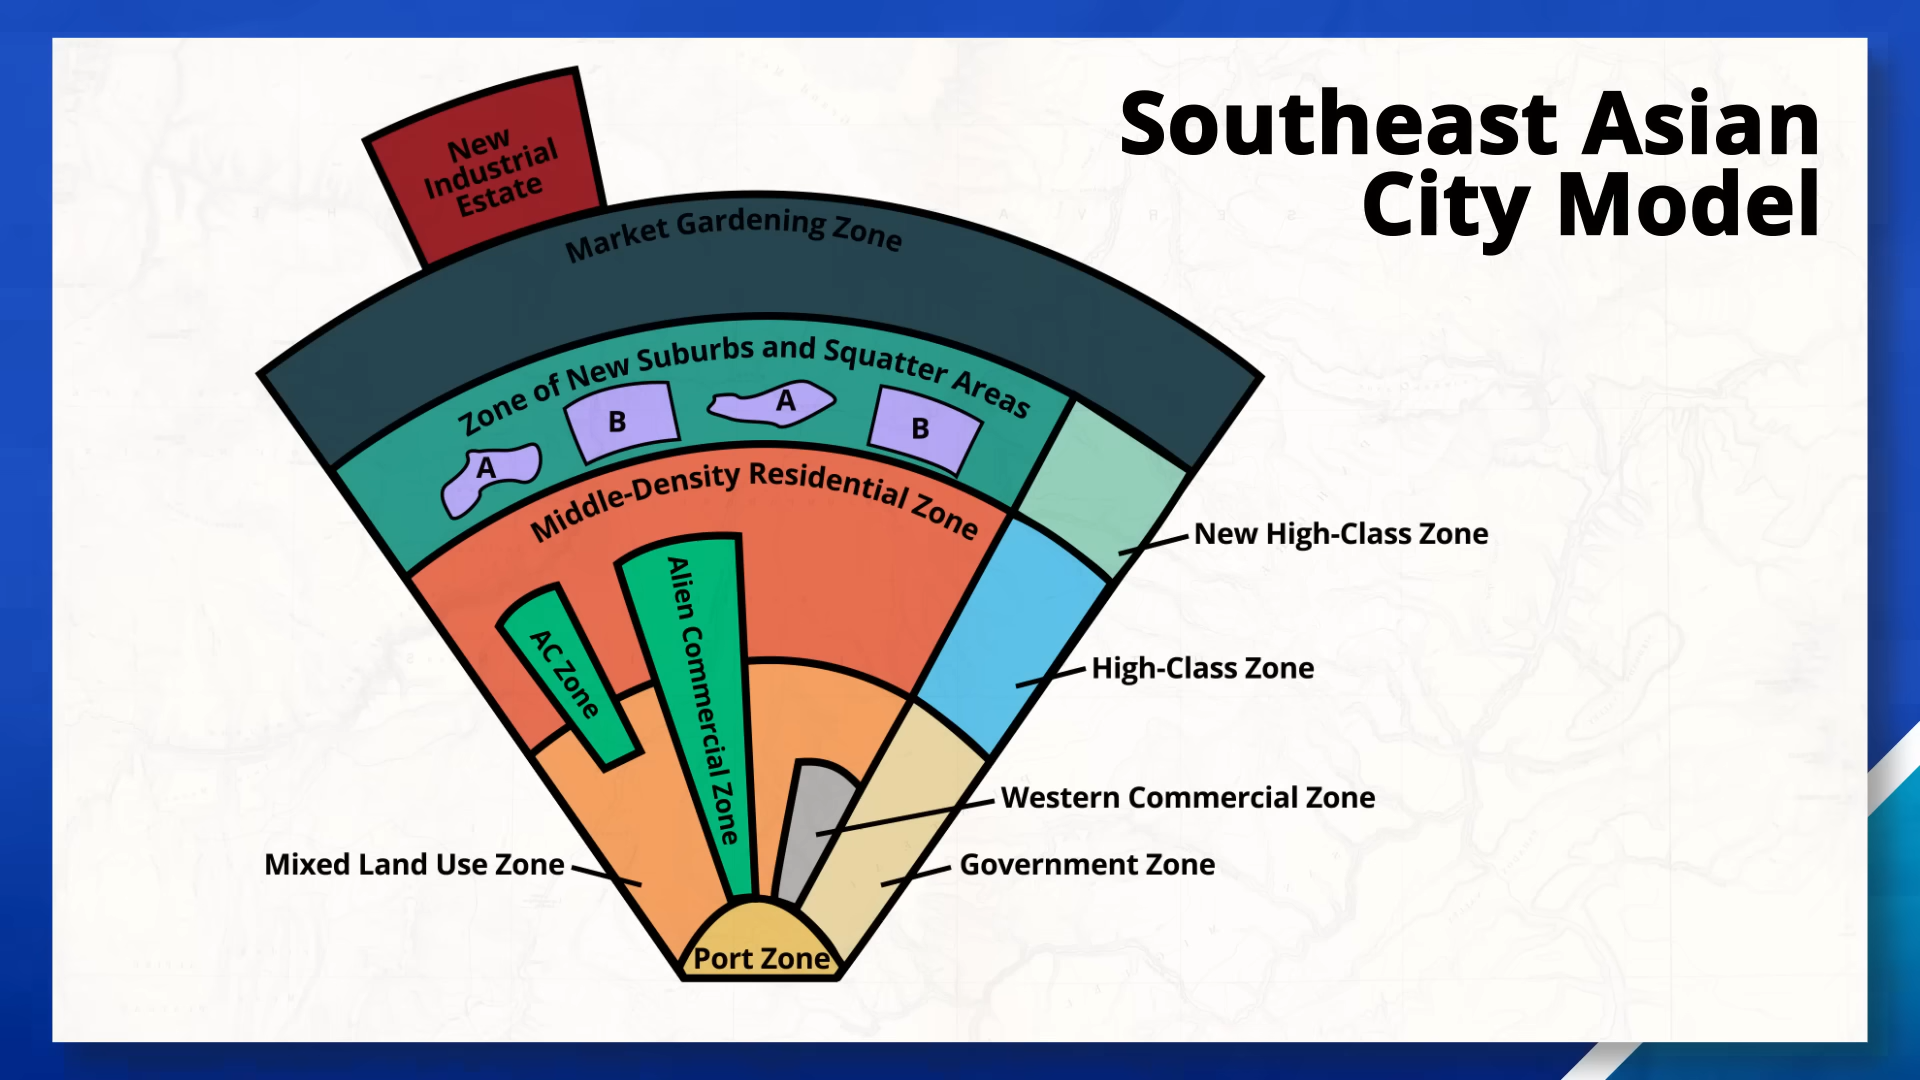 Southeast Asian
City Model
New
Industrial
Estate
Market Gardening Zone
Zone of New Suburbs and Squatter Areas
A
B
A
B
Middle-Density Residential Zone
New High-Class Zone
AC Zone
Alien Commercial Zone
High-Class Zone
Western Commercial Zone
Mixed Land Use Zone
Government Zone
Port Zone